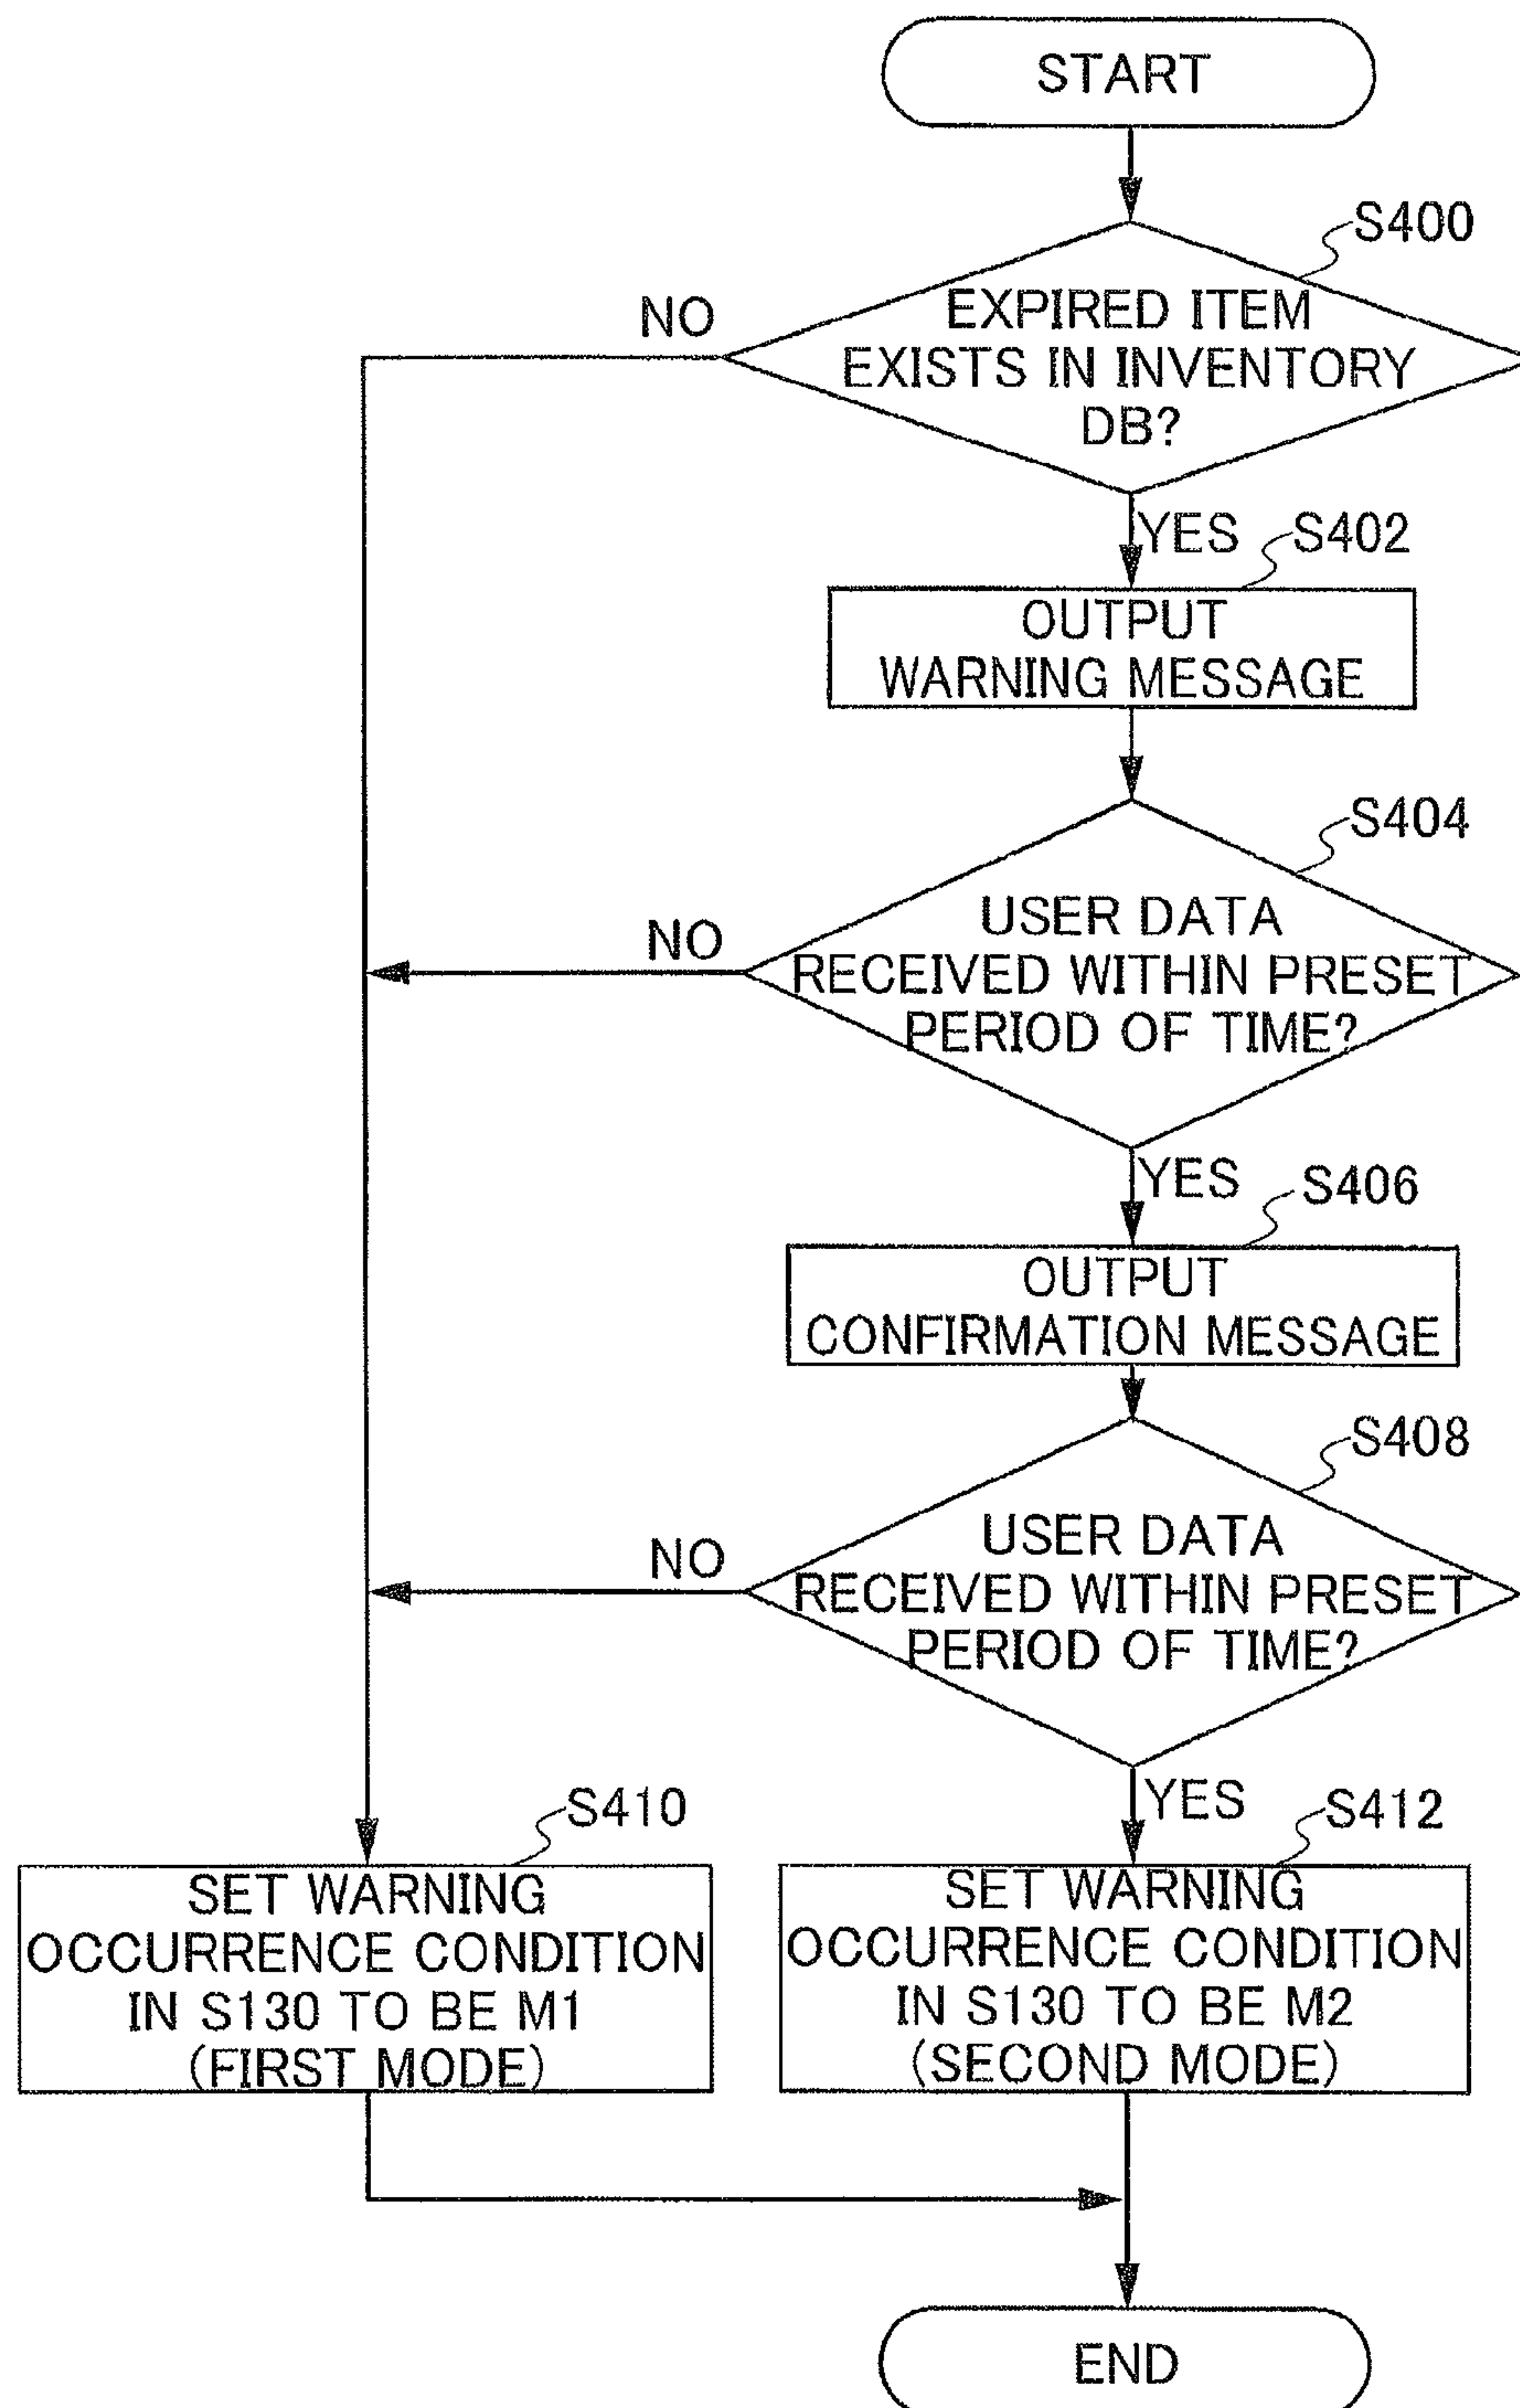 START
S400
NO
EXPIRED ITEM
EXISTS IN INVENTORY
DB?
YES
S402
OUTPUT
WARNING MESSAGE
S404
NO
USER DATA
RECEIVED WITHIN PRESET
PERIOD OF TIME?
YES
S406
OUTPUT
CONFIRMATION MESSAGE
S408
NO
USER DATA
RECEIVED WITHIN PRESET
PERIOD OF TIME?
YES
S410
SET WARNING
OCCURRENCE CONDITION
IN S130 TO BE M1
(FIRST MODE)
S412
SET WARNING
OCCURRENCE CONDITION
IN S130 TO BE M2
(SECOND MODE)
END